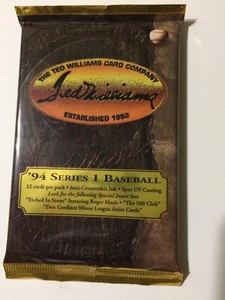 THE TED WILLIAMS CARD COMPANY
Ted Williams
ESTABLISHED 1993
'94 SERIES 1 BASEBALL
12 cards per pack • Anti Counterfeit Ink • Spot UV Coating
Look for the following Special Insert Sets
"Etched In Stone" featuring Roger Maris • "The 500 Club"
"Dan Gardiner Minor League Artist Cards"